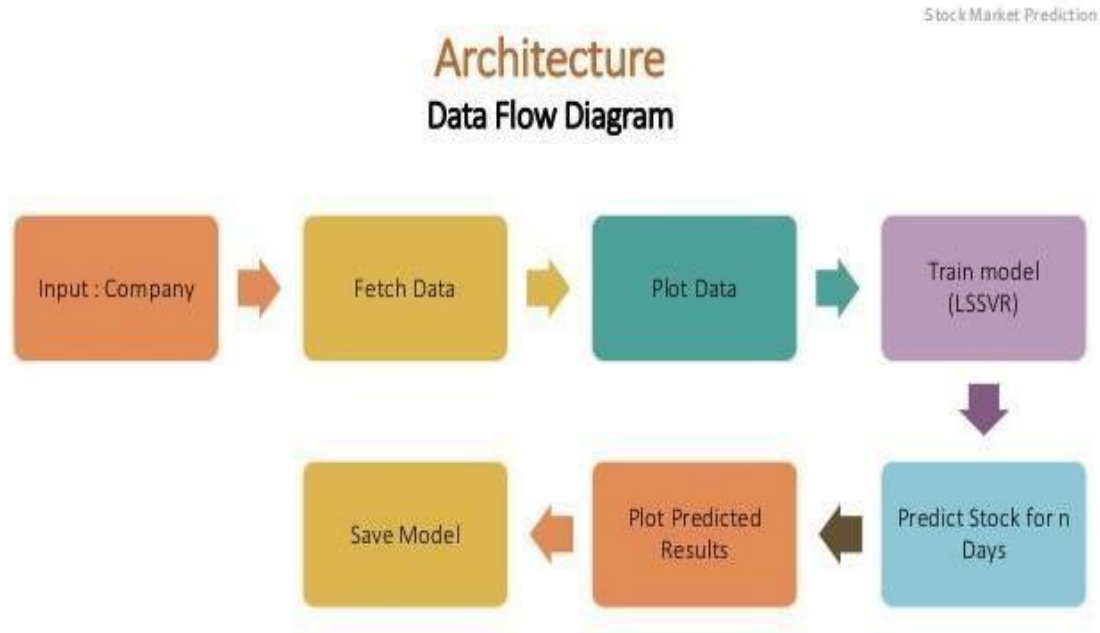 Stock Market Prediction
Architecture
Data Flow Diagram
Input : Company
Fetch Data
Plot Data
Train model
(LSSVR)
Predict Stock for n
Days
Plot Predicted
Results
Save Model